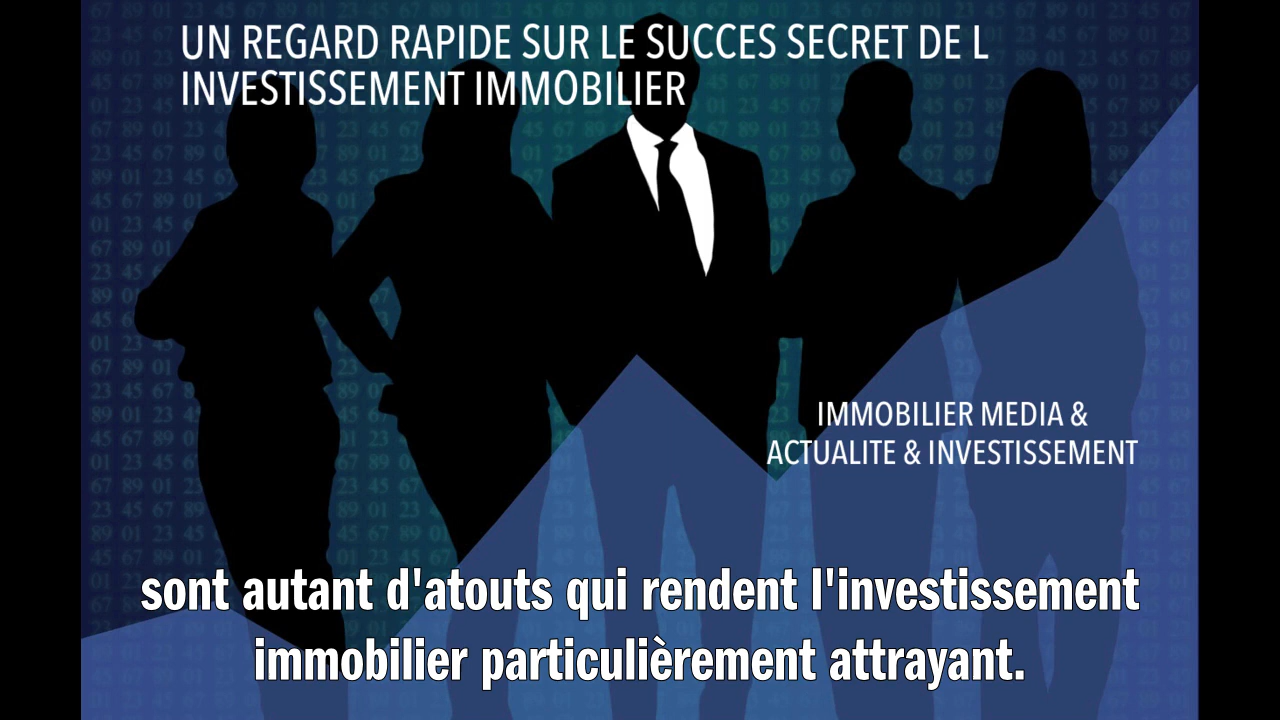 UN REGARD RAPIDE SUR LE SUCCES SECRET DE L
INVESTISSEMENT IMMOBILIER
IMMOBILIER MEDIA &
ACTUALITE & INVESTISSEMENT
sont autant d'atouts qui rendent l'investissement
immobilier particulièrement attrayant.